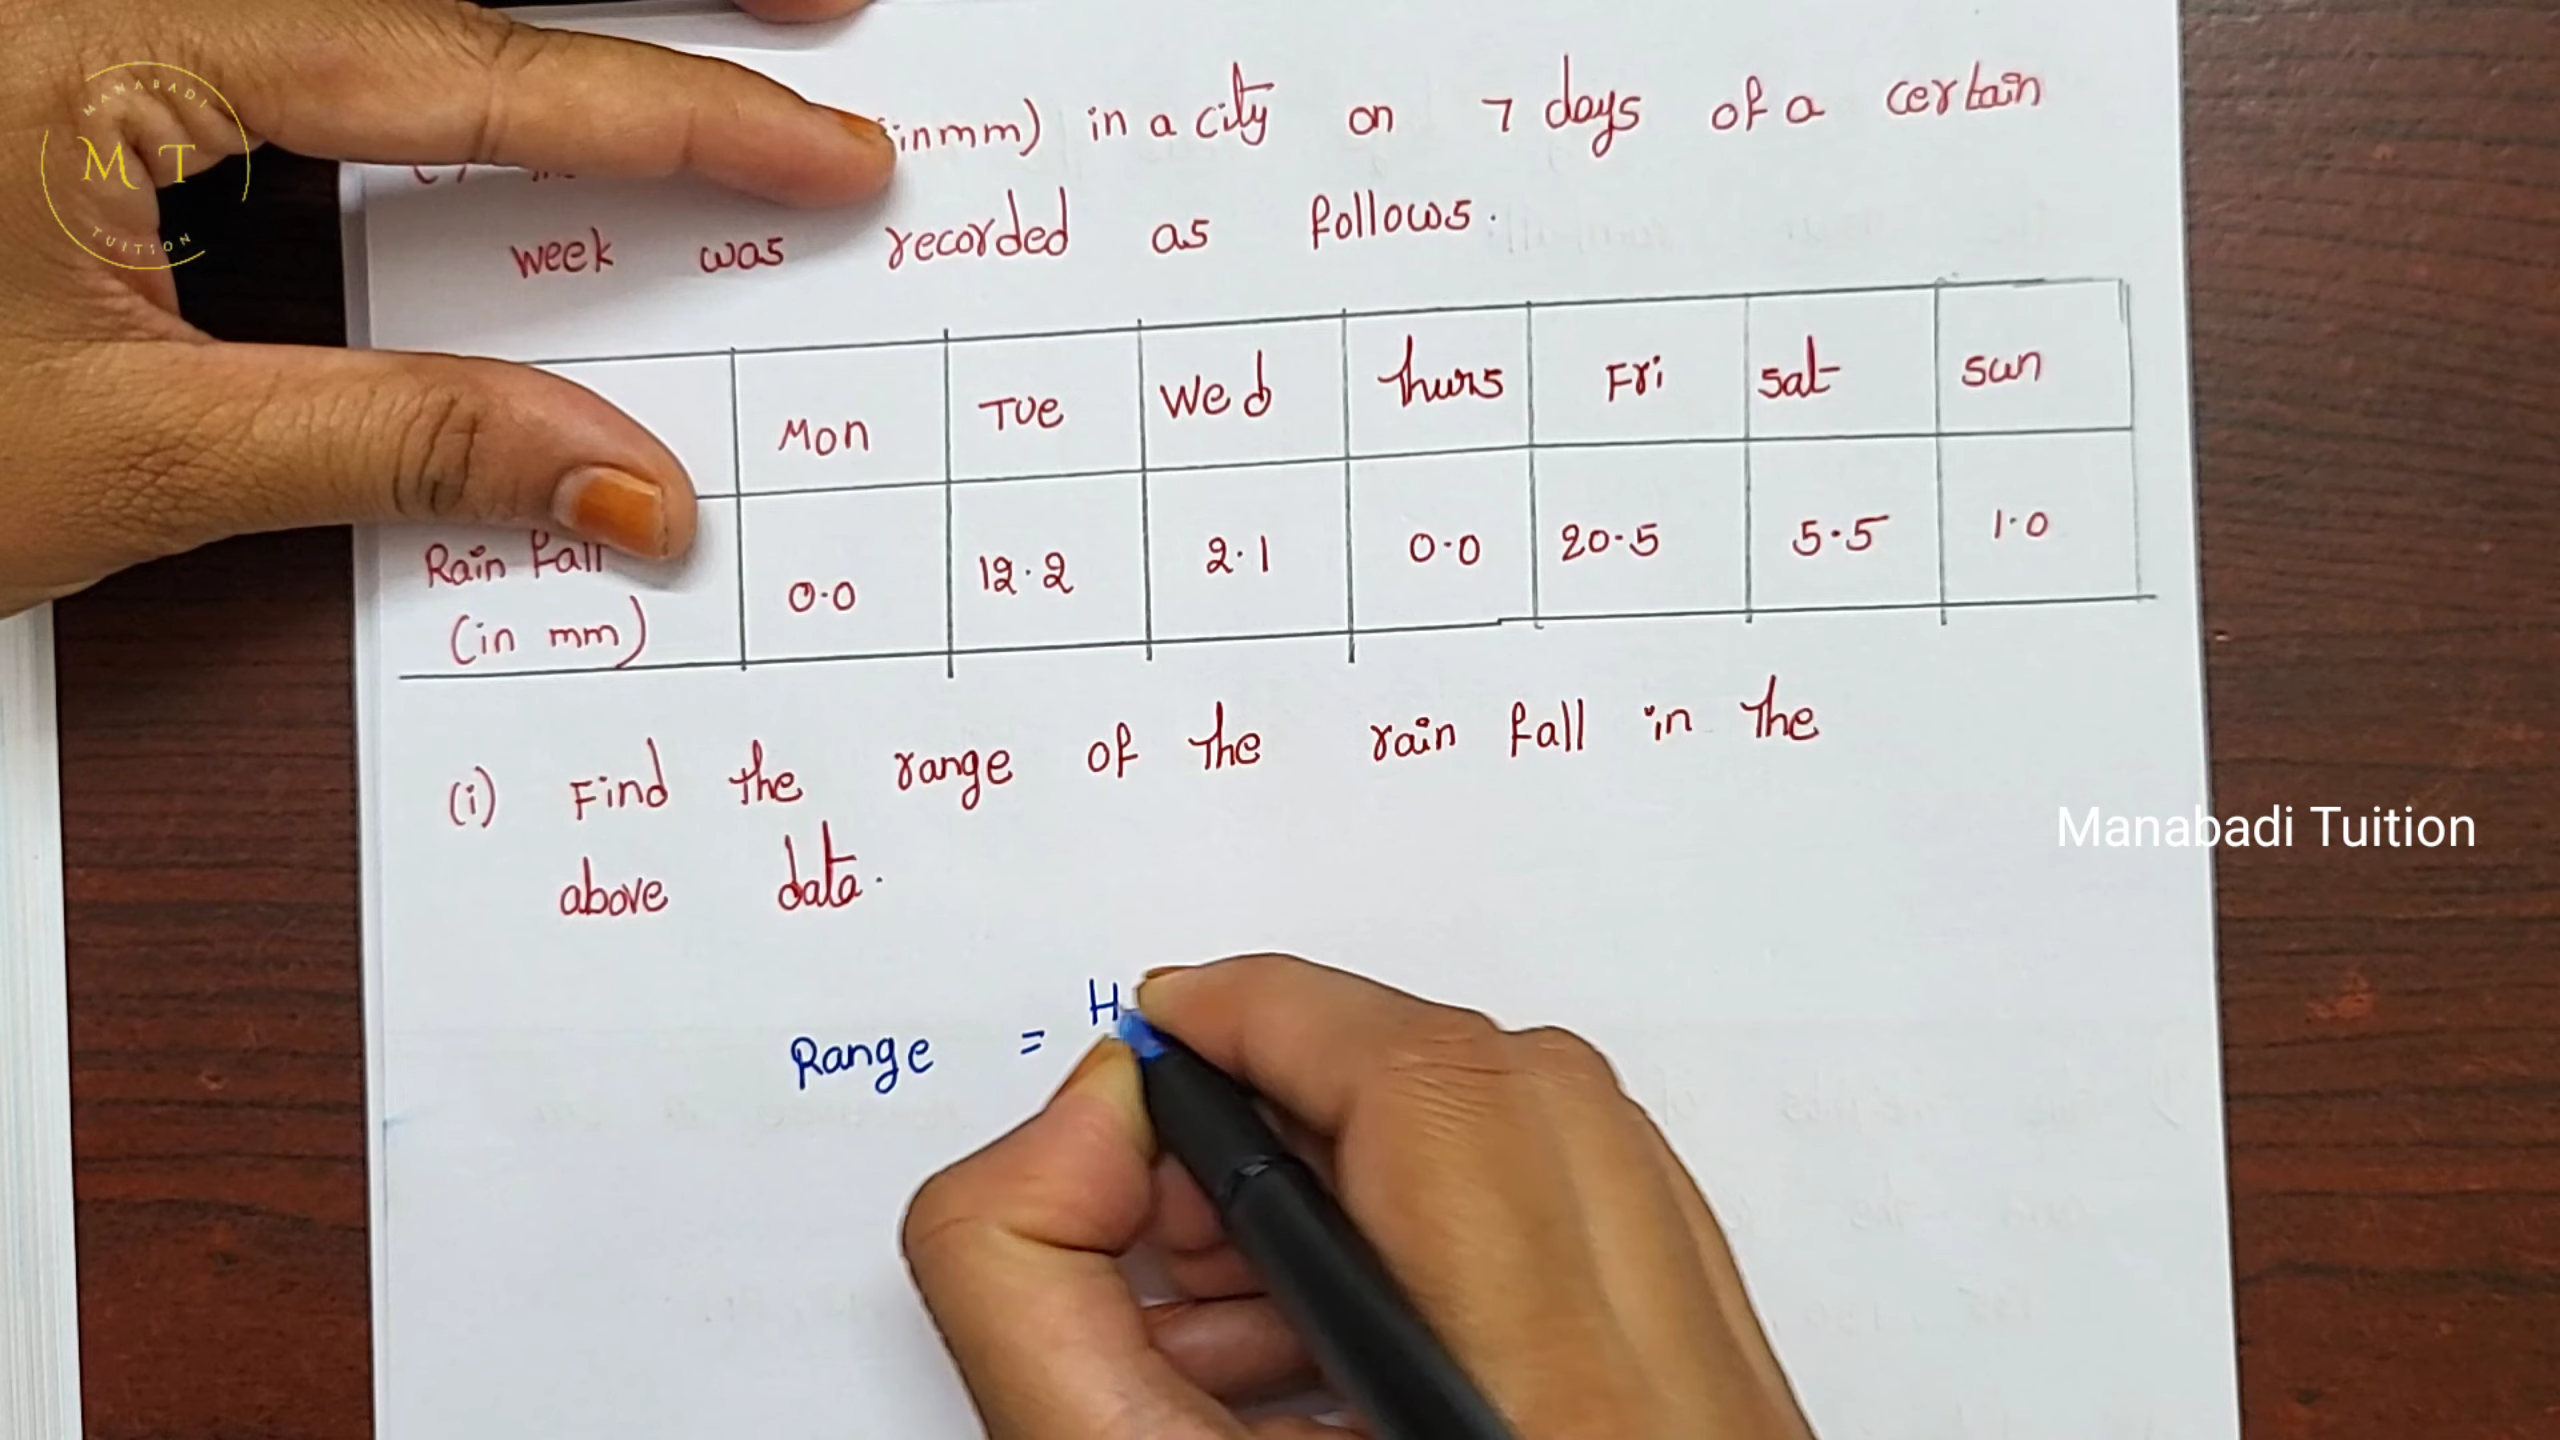 MANABADI
M T
TUITION
in mm) in a city on 7 days of a certain
week was recorded as follows.
Mon Tue Wed Thurs Fri Sat Sun
Rain fall
(in mm)
0.0 12.2 2.1 0.0 20.5 5.5 1.0
(i) Find the range of the rain fall in the
above data.
Manabadi Tuition
Range = H